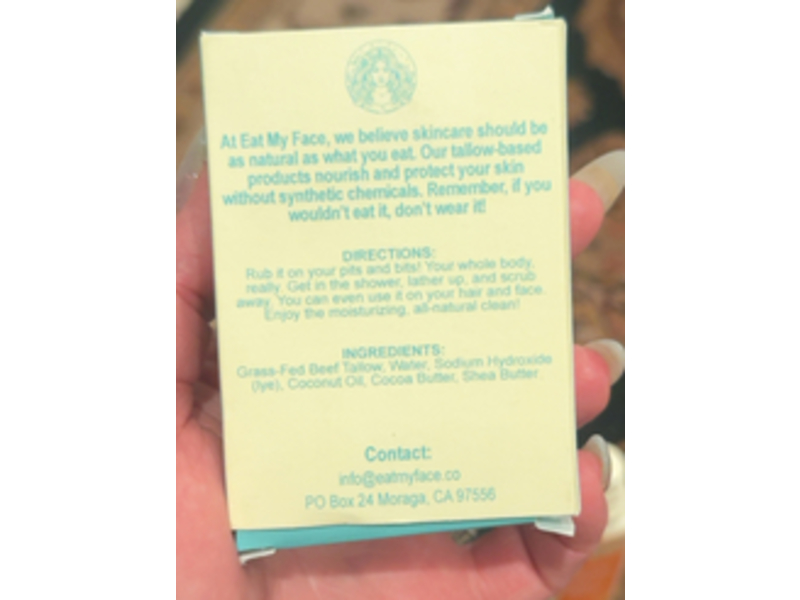 At Eat My Face, we believe skincare should be
as natural as what you eat. Our tallow-based
products nourish and protect your skin
without synthetic chemicals. Remember, if you
wouldn't eat it, don't wear it!
DIRECTIONS:
Rub it on your pits and bits! Your whole body,
really. Get in the shower, lather up, and scrub
away. You can even use it on your hair and face.
Enjoy the moisturizing, all-natural clean!
INGREDIENTS:
Grass-Fed Beef Tallow, Water, Sodium Hydroxide
(lye), Coconut Oil, Cocoa Butter, Shea Butter
Contact:
info@eatmyface.co
PO Box 24 Moraga, CA 97556